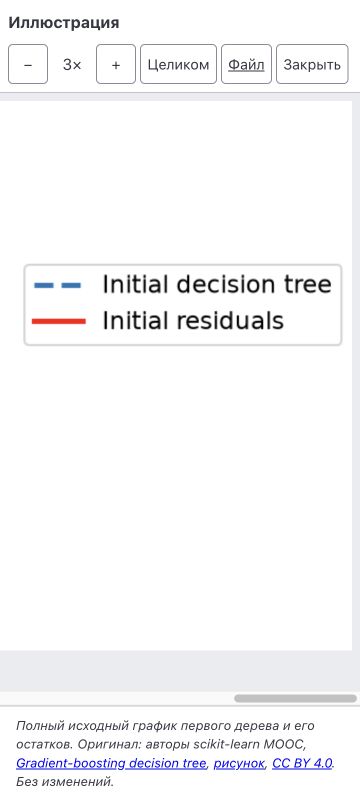 Иллюстрация
− 3× + Целиком Файл Закрыть
Initial decision tree
Initial residuals
Полный исходный график первого дерева и его
остатков. Оригинал: авторы scikit-learn MOOC,
Gradient-boosting decision tree, рисунок, CC BY 4.0.
Без изменений.